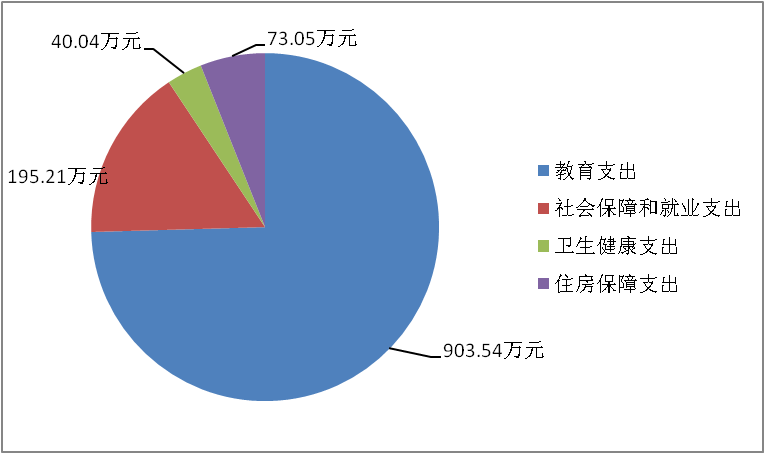 40.04万元
73.05万元
195.21万元
903.54万元
教育支出
社会保障和就业支出
卫生健康支出
住房保障支出